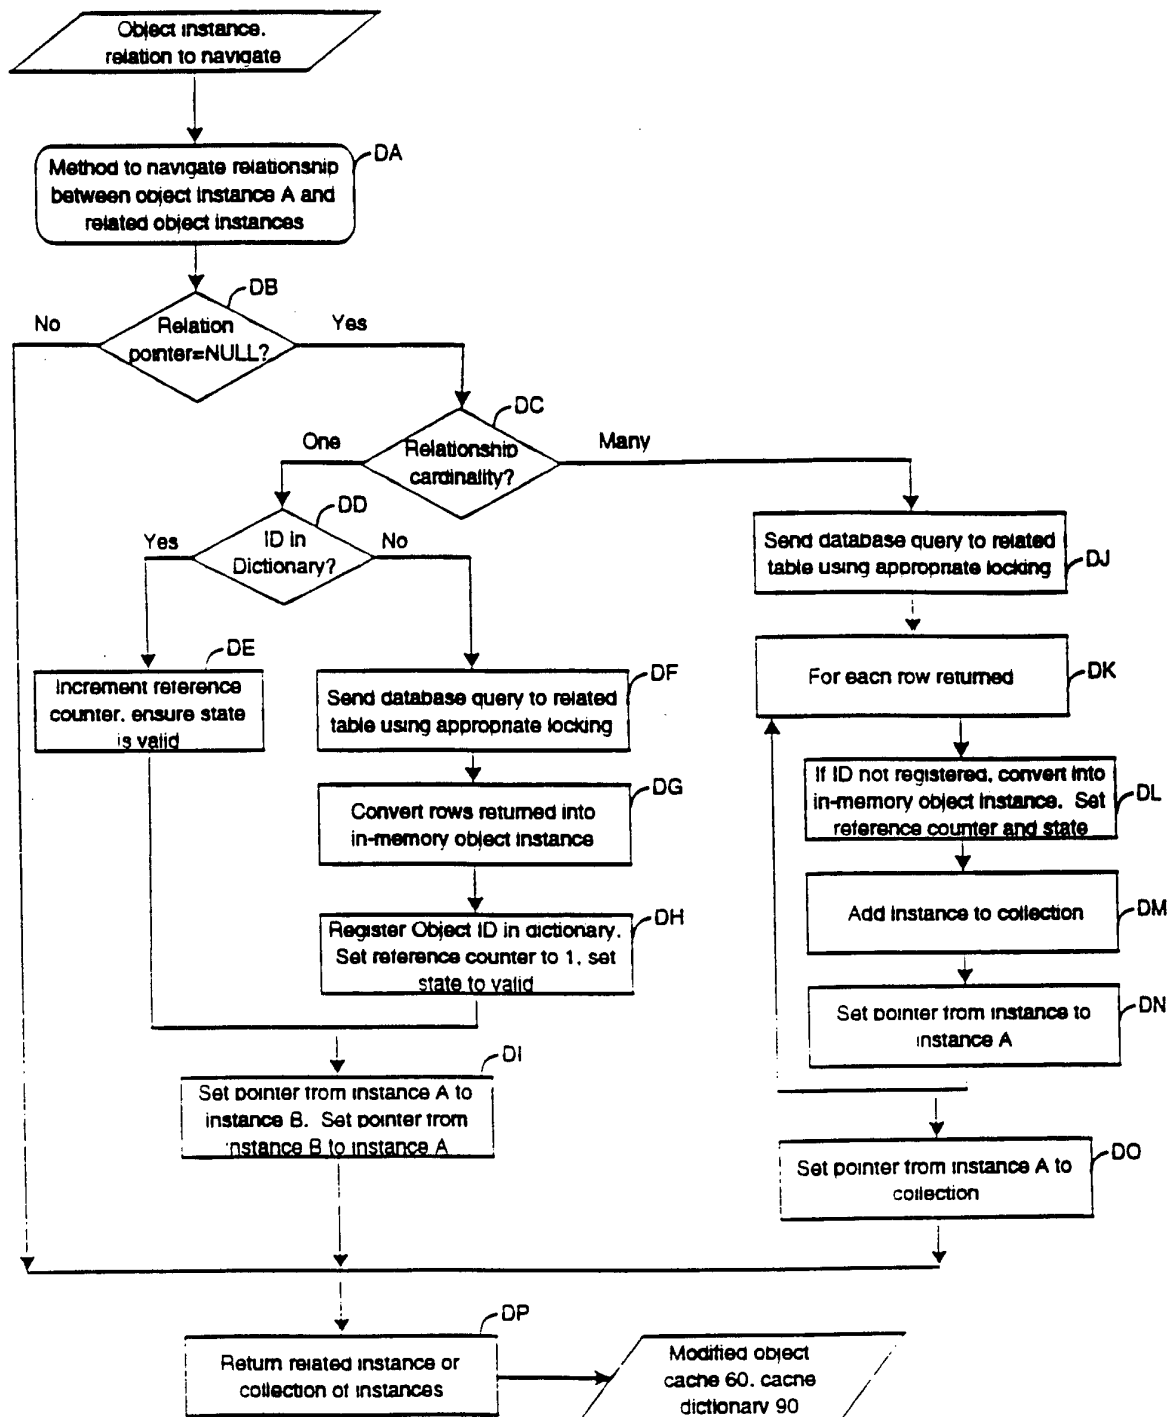 Object instance,
relation to navigate
DA
Method to navigate relationship
between object instance A and
related object instances
DB
No
Relation
pointer=NULL?
Yes
DC
One
Relationship
cardinality?
Many
DD
Yes
ID in
Dictionary?
No
Send database query to related
table using appropriate locking
DJ
DE
Increment reference
counter, ensure state
is valid
DF
Send database query to related
table using appropriate locking
For each row returned
DK
DG
Convert rows returned into
in-memory object instance
If ID not registered, convert into
in-memory object instance. Set
reference counter and state
DL
DH
Register Object ID in dictionary.
Set reference counter to 1, set
state to valid
Add instance to collection
DM
Set pointer from instance to
instance A
DN
DI
Set pointer from instance A to
instance B. Set pointer from
instance B to instance A
Set pointer from instance A to
collection
DO
DP
Return related instance or
collection of instances
Modified object
cache 60, cache
dictionary 90